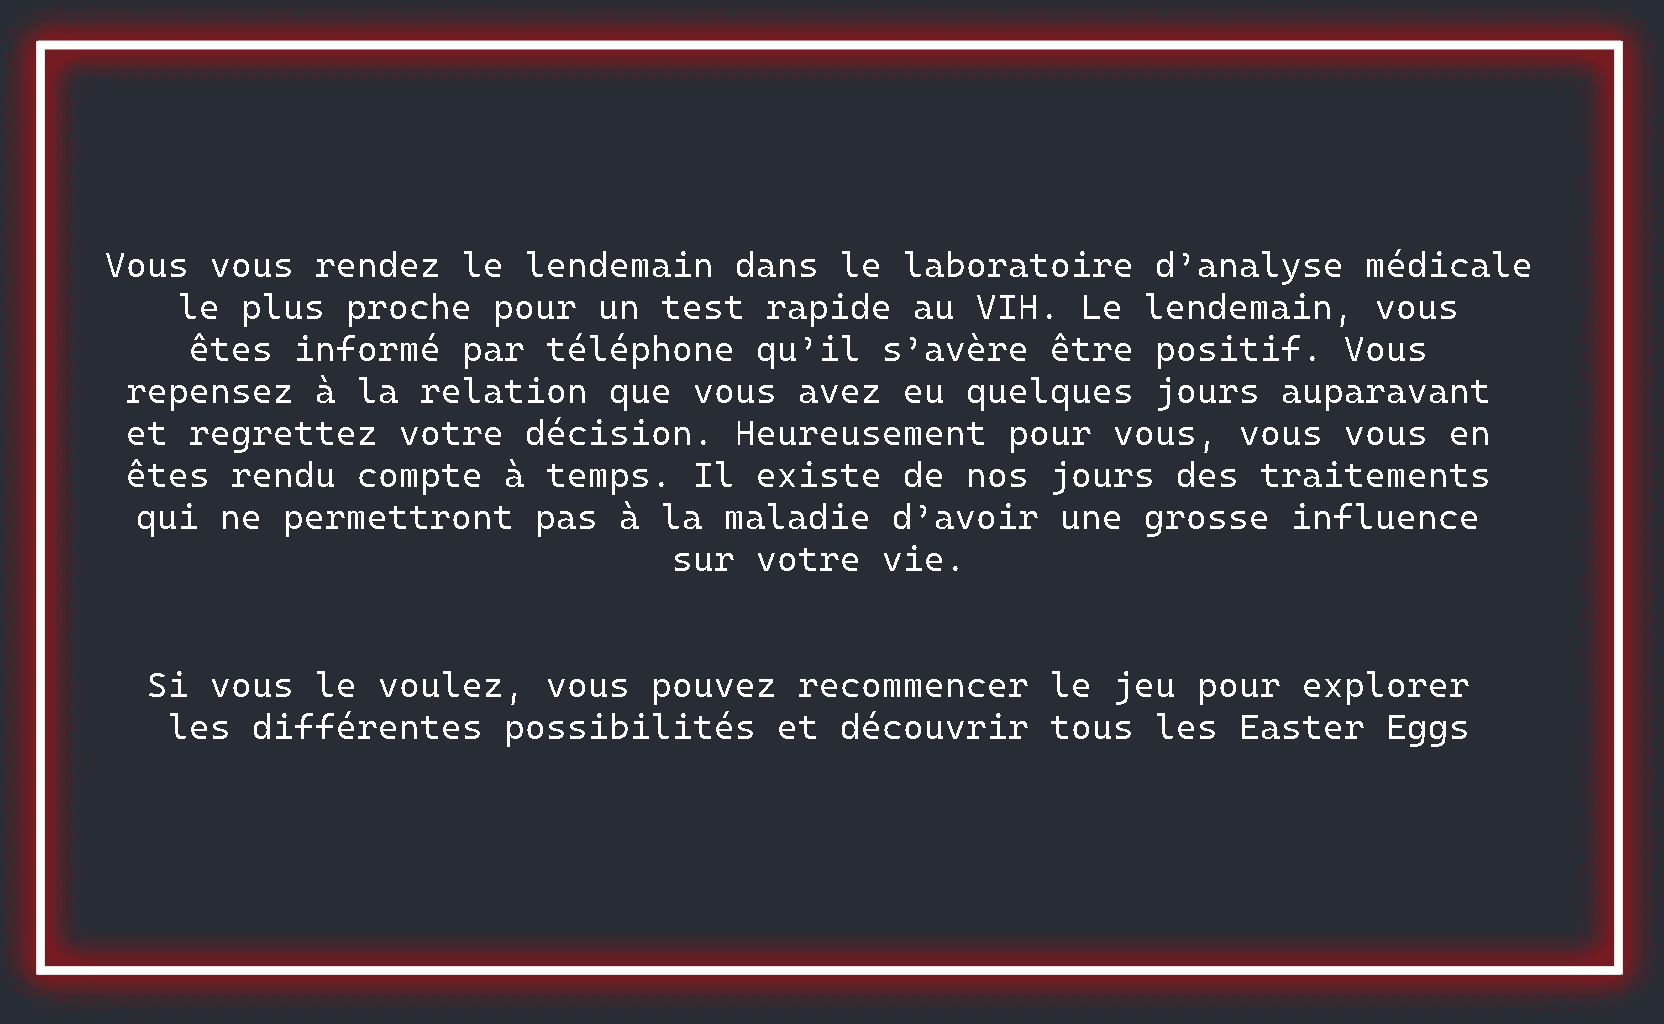 Vous vous rendez le lendemain dans le laboratoire d’analyse médicale
le plus proche pour un test rapide au VIH. Le lendemain, vous
êtes informé par téléphone qu’il s’avère être positif. Vous
repensez à la relation que vous avez eu quelques jours auparavant
et regrettez votre décision. Heureusement pour vous, vous vous en
êtes rendu compte à temps. Il existe de nos jours des traitements
qui ne permettront pas à la maladie d’avoir une grosse influence
sur votre vie.
Si vous le voulez, vous pouvez recommencer le jeu pour explorer
les différentes possibilités et découvrir tous les Easter Eggs